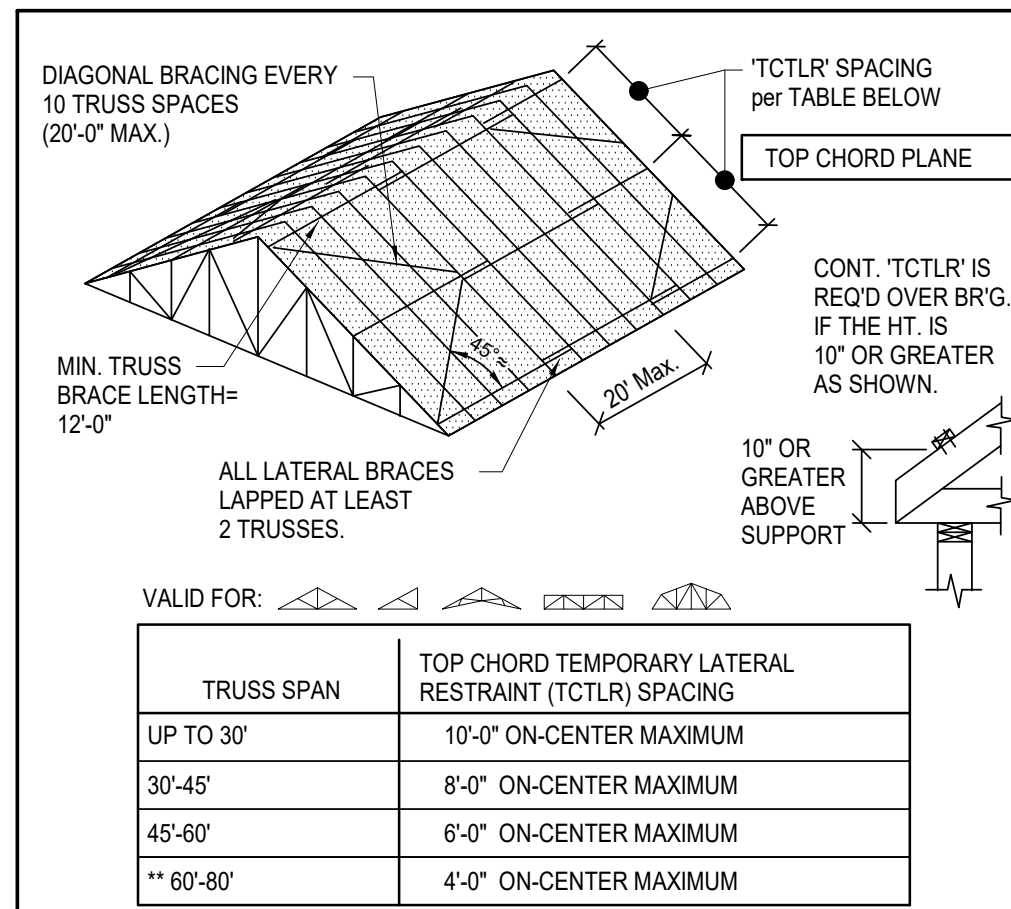 DIAGONAL BRACING EVERY
10 TRUSS SPACES
(20'-0" MAX.)
'TCTLR' SPACING
per TABLE BELOW
TOP CHORD PLANE
CONT. 'TCTLR' IS
REQ'D OVER BR'G.
IF THE HT. IS
10" OR GREATER
AS SHOWN.
MIN. TRUSS
BRACE LENGTH=
12'-0"
45°≈
20' Max.
ALL LATERAL BRACES
LAPPED AT LEAST
2 TRUSSES.
10" OR
GREATER
ABOVE
SUPPORT
VALID FOR:
TRUSS SPAN
TOP CHORD TEMPORARY LATERAL
RESTRAINT (TCTLR) SPACING
UP TO 30' 10'-0" ON-CENTER MAXIMUM
30'-45' 8'-0" ON-CENTER MAXIMUM
45'-60' 6'-0" ON-CENTER MAXIMUM
** 60'-80' 4'-0" ON-CENTER MAXIMUM